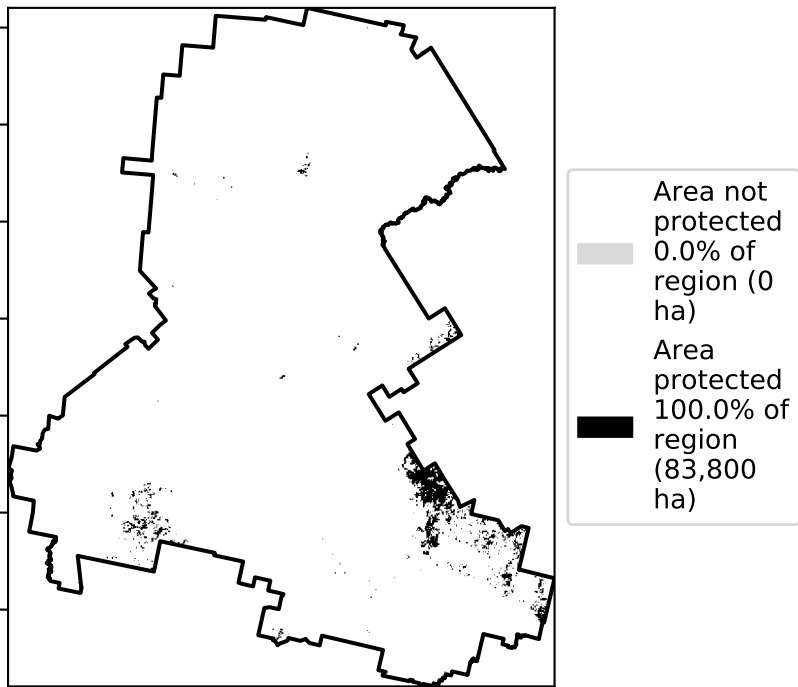 Area not
protected
0.0% of
region (0
ha)
Area
protected
100.0% of
region
(83,800
ha)